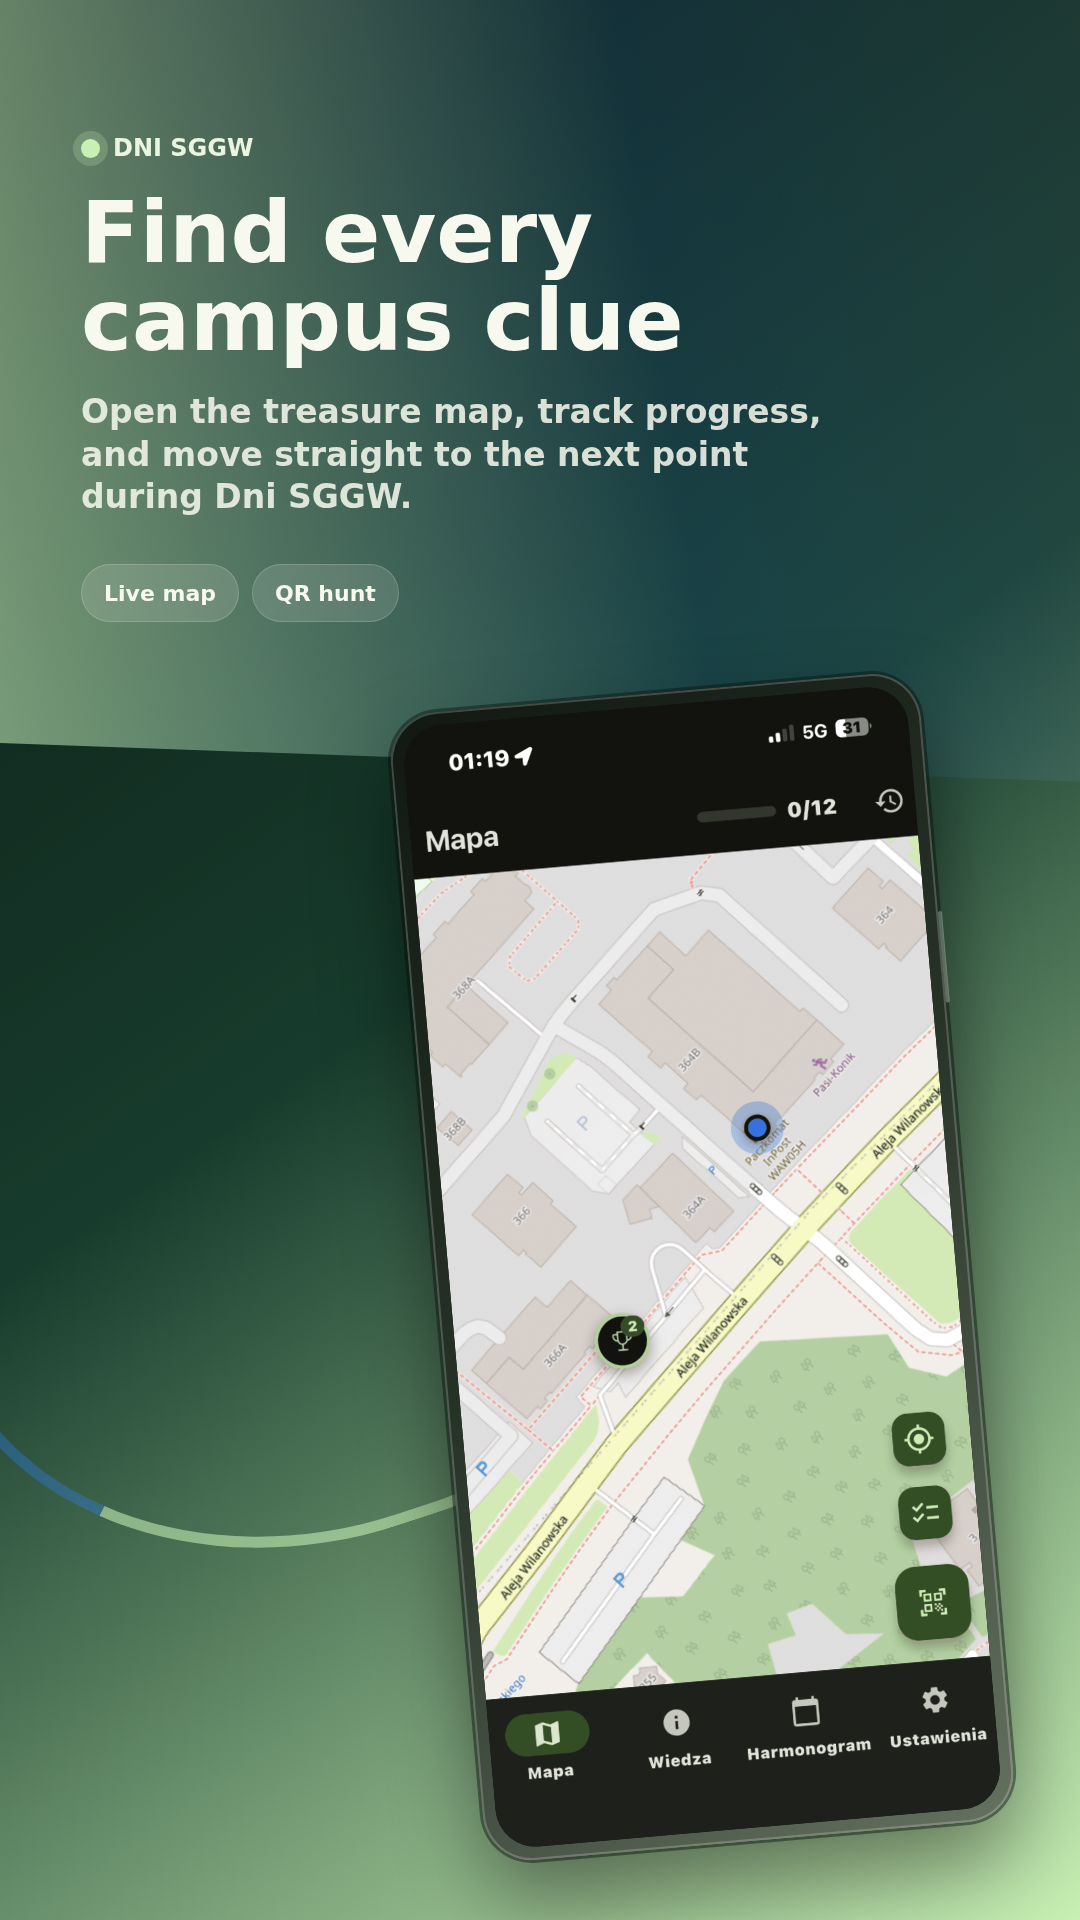 DNI SGGW
Find every
campus clue
Open the treasure map, track progress,
and move straight to the next point
during Dni SGGW.
Live map
QR hunt
01:19
5G
31
Mapa
0/12
364
368A
364B
Pasi-Konik
P
368B
Paczkomat
InPost
WAW05H
Aleja Wilanowska
P
364A
366
2
366A
Aleja Wilanowska
P
Aleja Wilanowska
P
55
kiego
Mapa
Wiedza
Harmonogram
Ustawienia